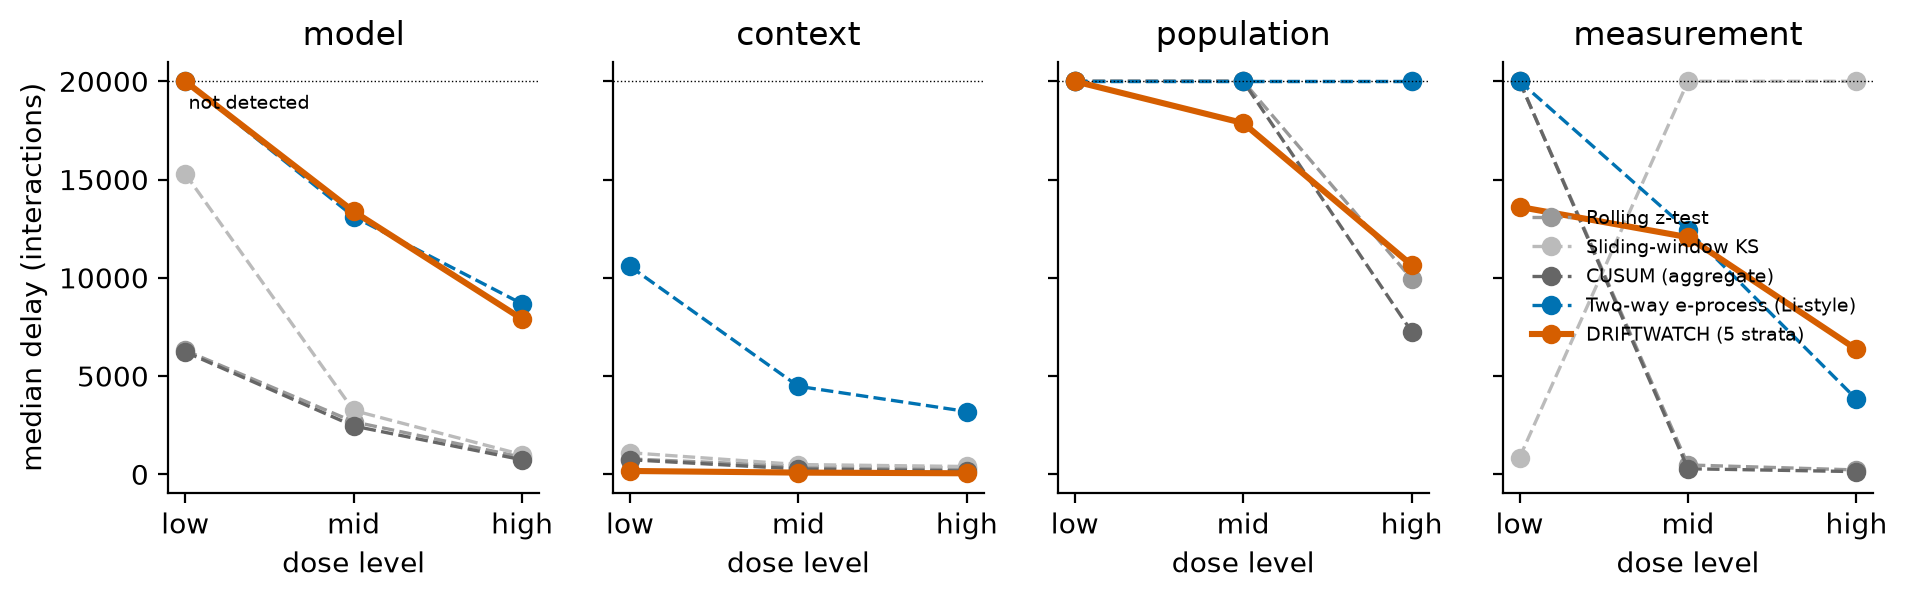 model
context
population
measurement
median delay (interactions)
20000
15000
10000
5000
0
not detected
Rolling z-test
Sliding-window KS
CUSUM (aggregate)
Two-way e-process (Li-style)
DRIFTWATCH (5 strata)
low mid high
low mid high
low mid high
low mid high
dose level
dose level
dose level
dose level